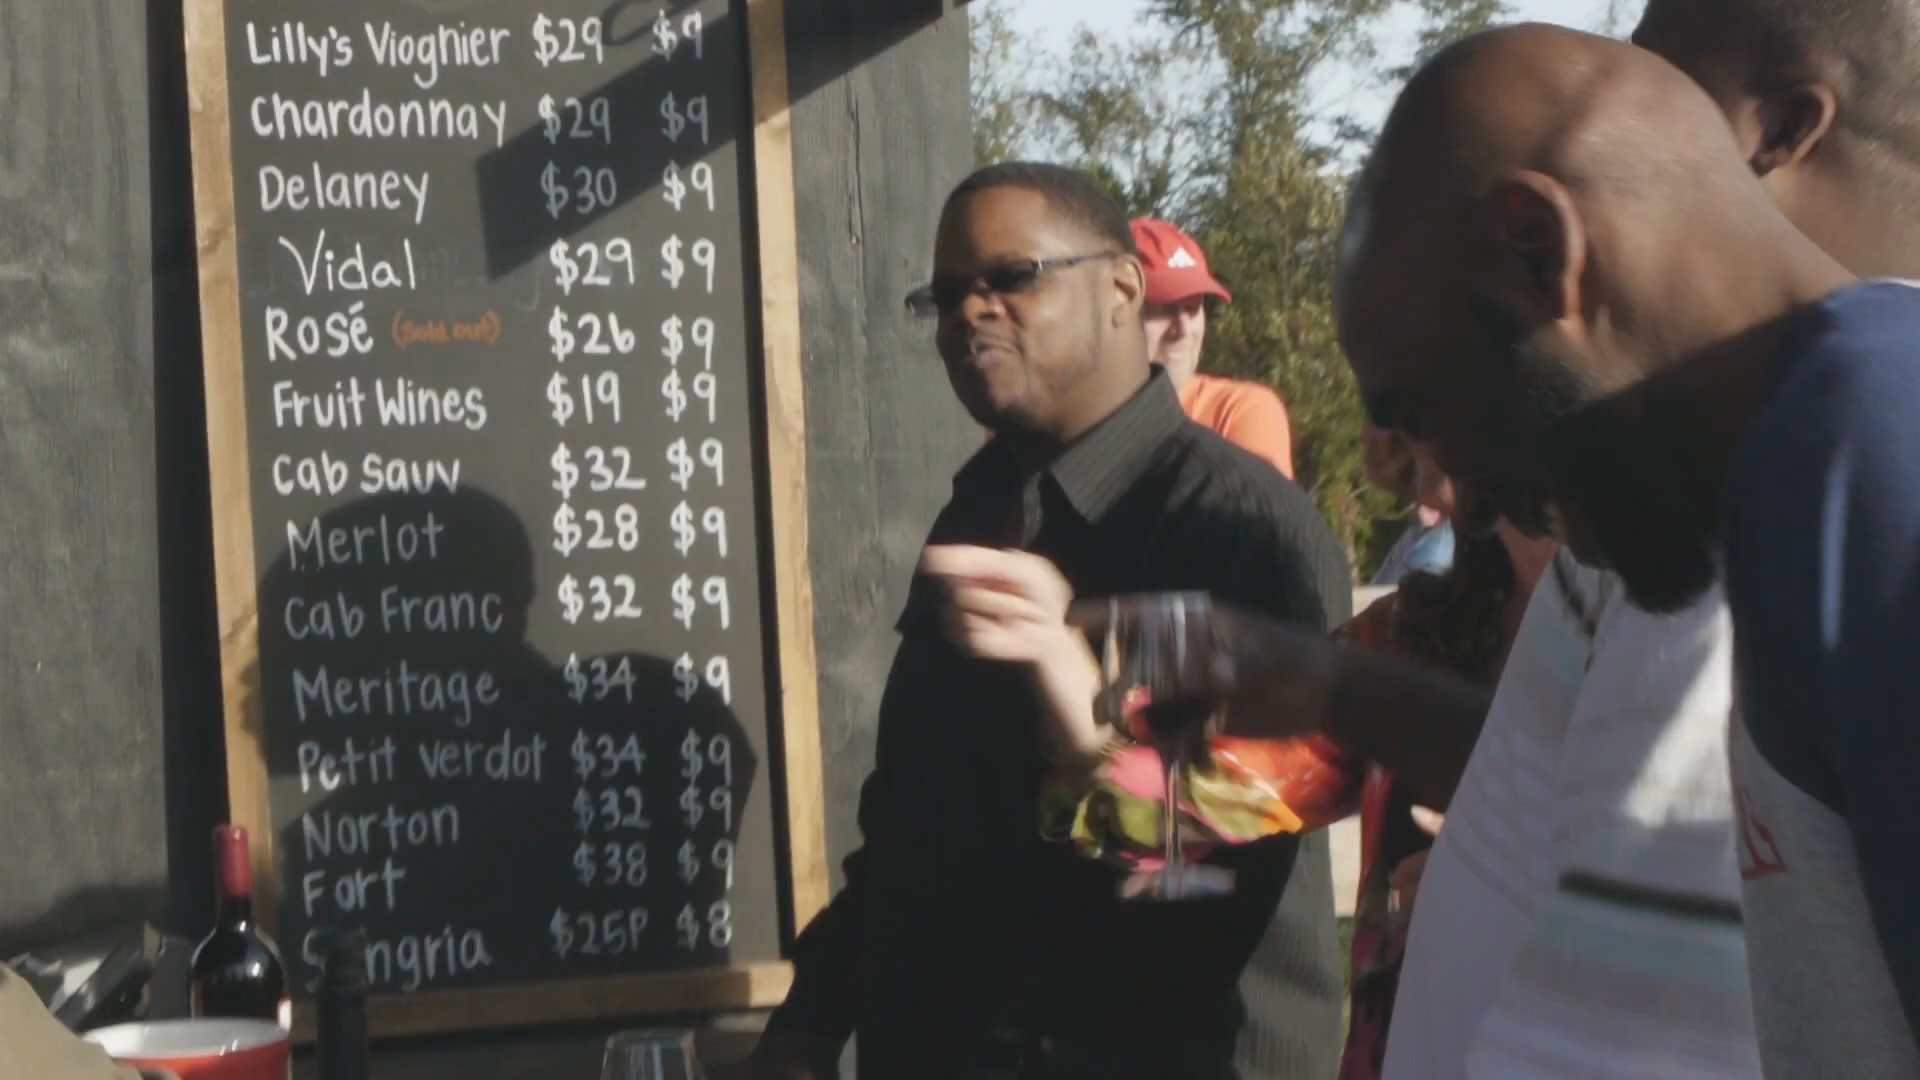 Lilly's Viognier $29 $9
Chardonnay $29 $9
Delaney $30 $9
Vidal $29 $9
Rosé (Sold out) $26 $9
Fruit Wines $19 $9
Cab Sauv $32 $9
Merlot $28 $9
Cab Franc $32 $9
Meritage $34 $9
Petit Verdot $34 $9
Norton $32 $9
Fort $38 $9
Sangria $25P $8